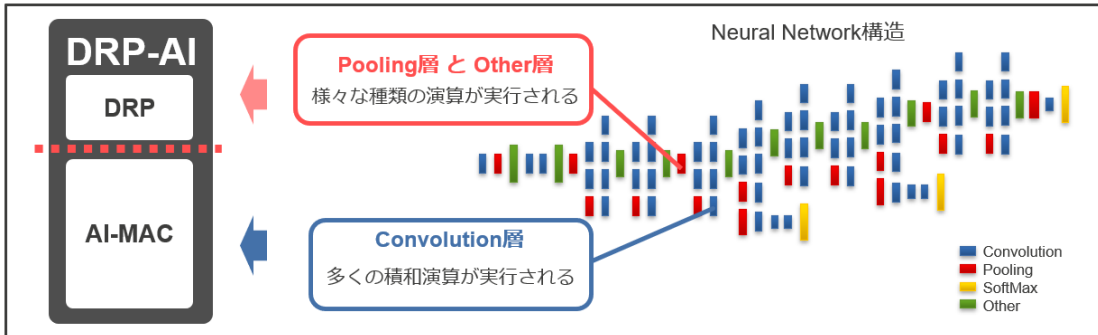 DRP-AI
DRP
AI-MAC
Pooling層 と Other層
様々な種類の演算が実行される
Convolution層
多くの積和演算が実行される
Neural Network構造
Convolution
Pooling
SoftMax
Other